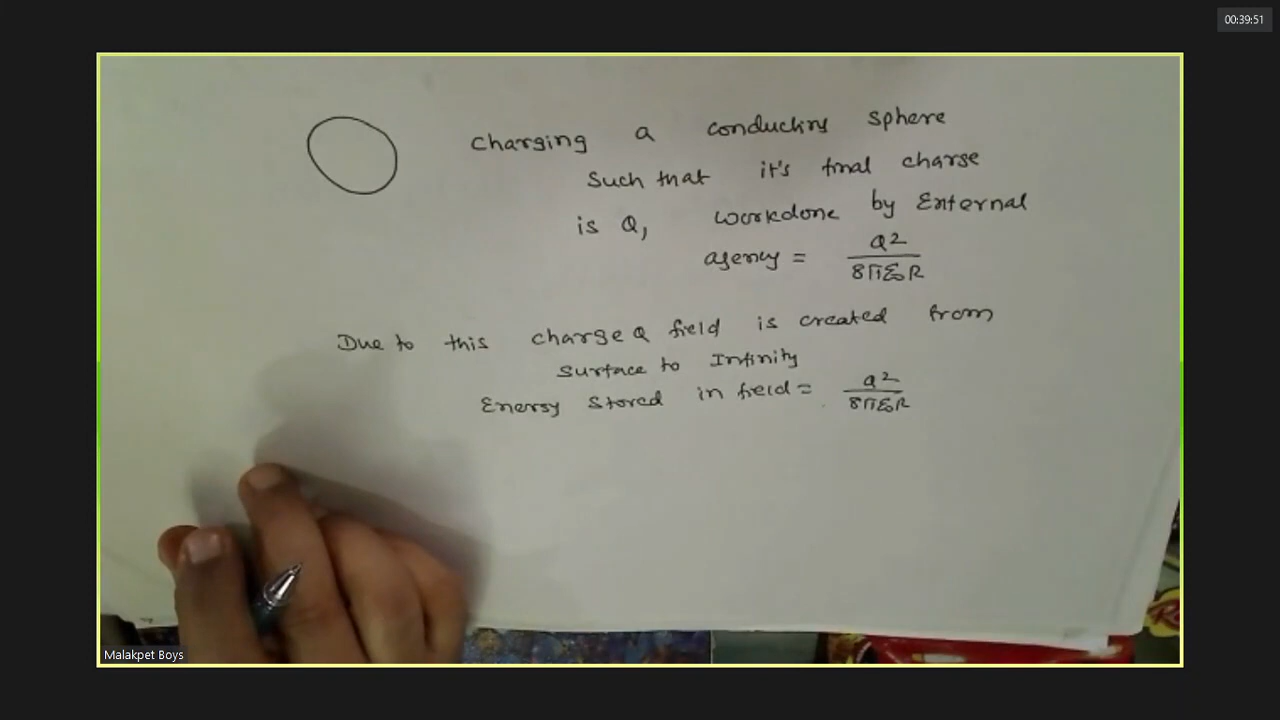 00:39:51
Charging a conducting sphere
Such that it's final charge
is Q, workdone by External
agency = Q2/8πε0R
Due to this charge Q field is created from
Surface to Infinity
Energy Stored in field = Q2/8πε0R
Malakpet Boys